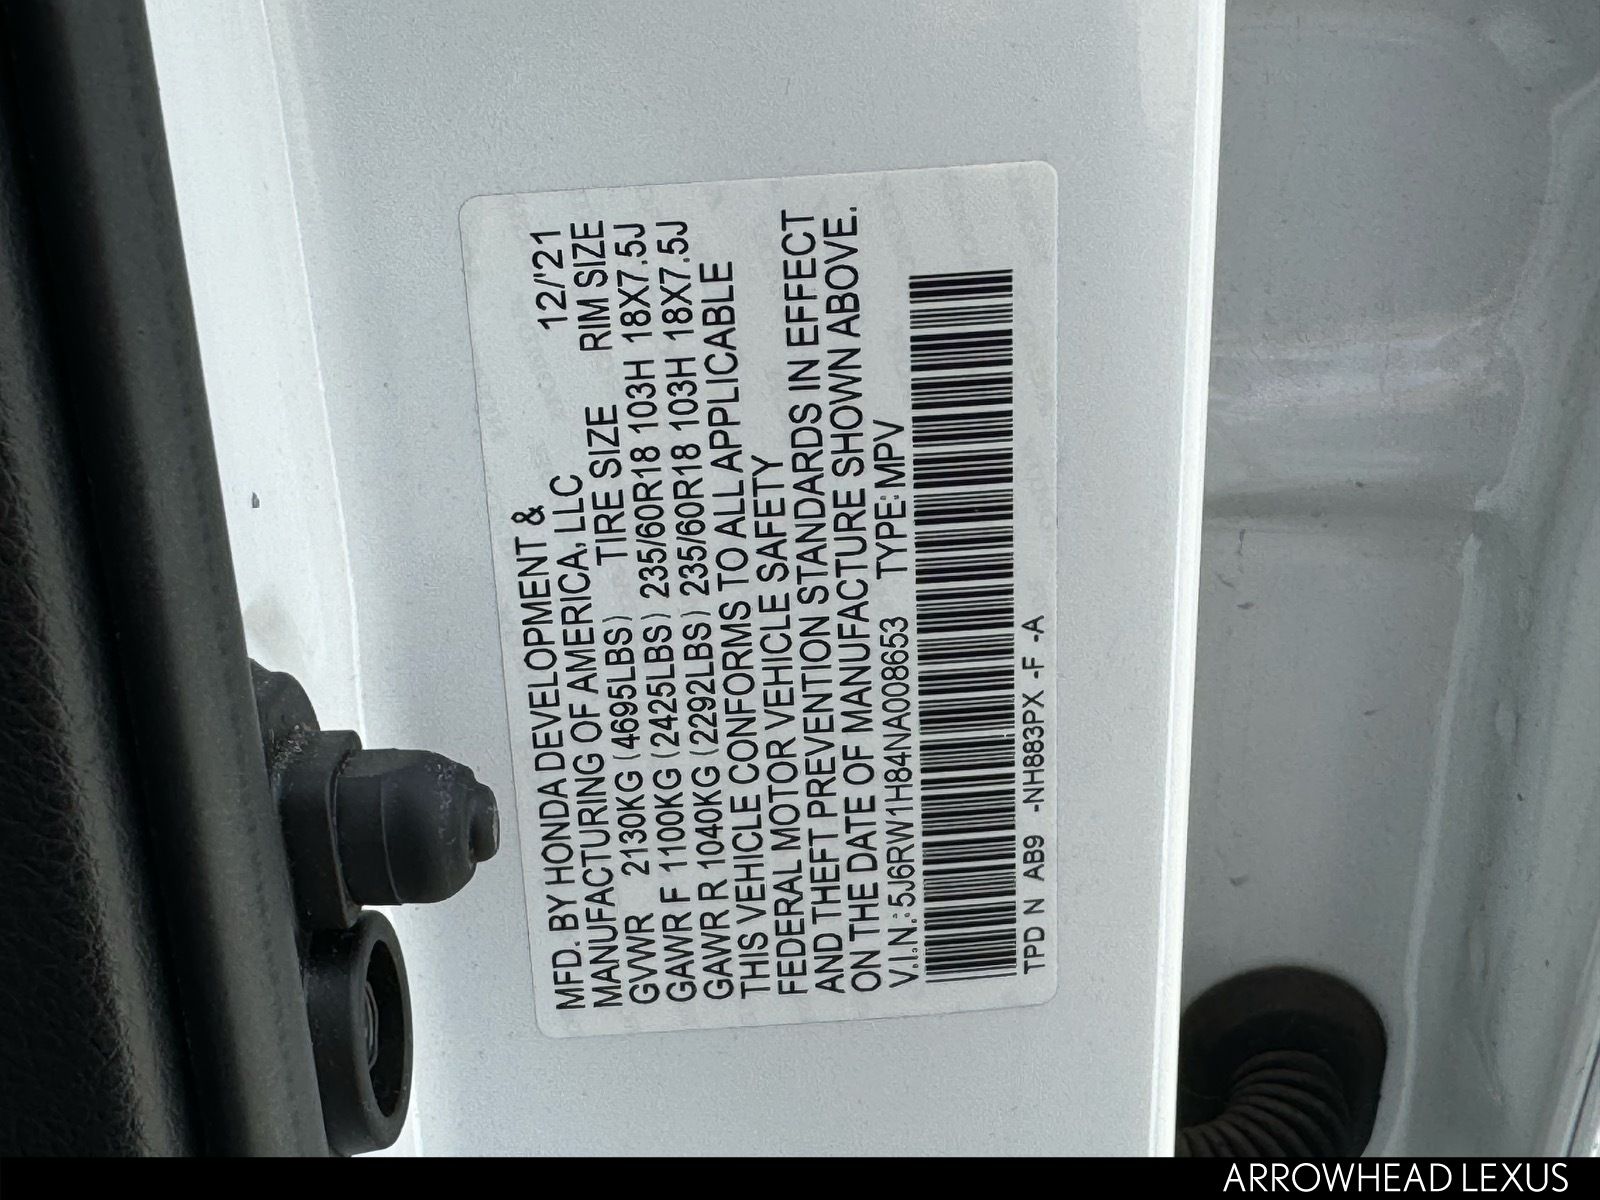 MFD. BY HONDA DEVELOPMENT &
MANUFACTURING OF AMERICA, LLC 12/'21
GVWR 2130KG (4695LBS) TIRE SIZE RIM SIZE
GAWR F 1100KG (2425LBS) 235/60R18 103H 18X7.5J
GAWR R 1040KG (2292LBS) 235/60R18 103H 18X7.5J
THIS VEHICLE CONFORMS TO ALL APPLICABLE
FEDERAL MOTOR VEHICLE SAFETY
AND THEFT PREVENTION STANDARDS IN EFFECT
ON THE DATE OF MANUFACTURE SHOWN ABOVE.
V.I.N.: 5J6RW1H84NA008653 TYPE: MPV
TPD N AB9 -NH883PX -F -A
ARROWHEAD LEXUS